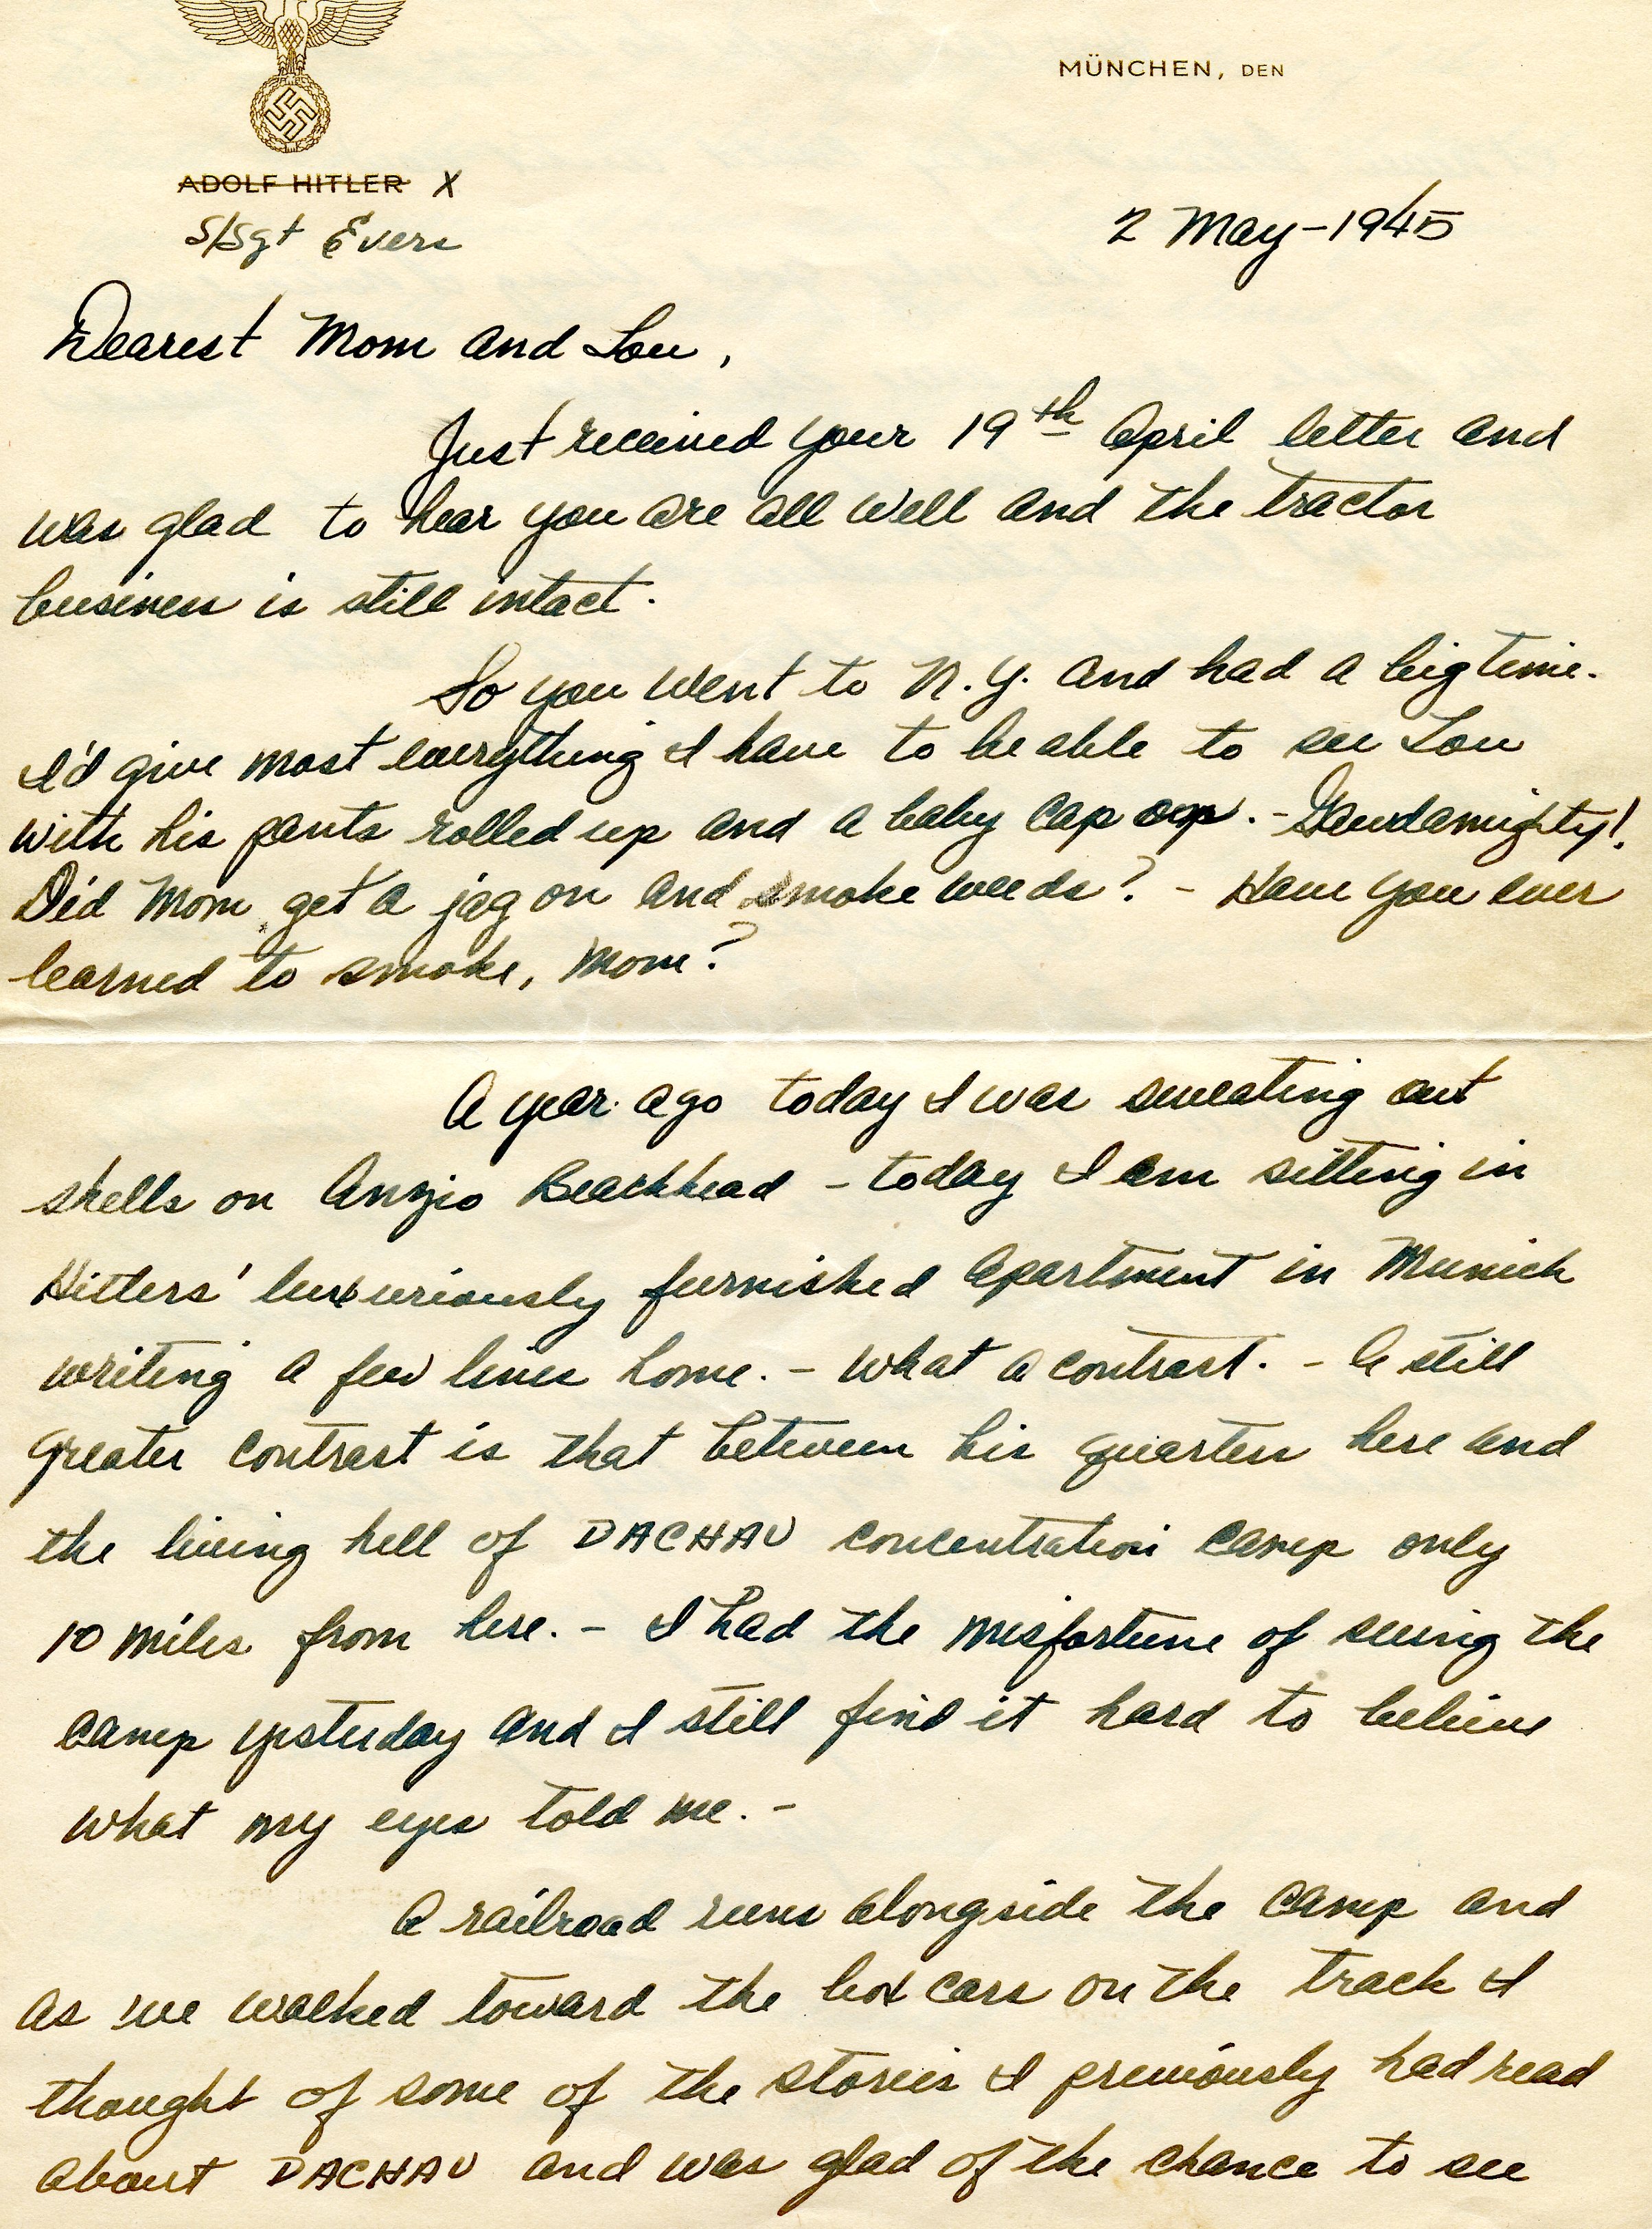 MÜNCHEN, DEN
ADOLF HITLER X
S/Sgt Evers
2 May-1945
Dearest Mom and Lou,
Just received your 19th April letter and
was glad to hear you are all well and the tractor
business is still intact.
So you went to N.Y. and had a big time.
I'd give most everything I have to be able to see Lou
with his pants rolled up and a baby cap on. - Gawdamighty!
Did Mom get a jag on and smoke weeds? - Have you ever
learned to smoke, Mom?
A year ago today I was sweating out
shells on Anzio Beachhead - today I am sitting in
Hitlers' luxuriously furnished apartment in Munich
writing a few lines home. - What a contrast. - A still
greater contrast is that between his quarters here and
the living hell of DACHAU concentration camp only
10 miles from here. - I had the misfortune of seeing the
camp yesterday and I still find it hard to believe
what my eyes told me. -
A railroad runs alongside the camp and
as we walked toward the box cars on the track I
thought of some of the stories I previously had read
about DACHAU and was glad of the chance to see